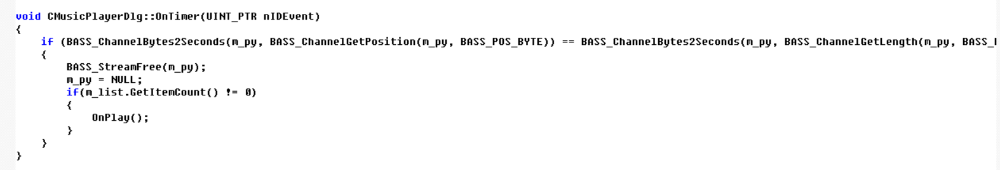 void CMusicPlayerDlg::OnTimer(UINT_PTR nIDEvent)
{
if (BASS_ChannelBytes2Seconds(m_py, BASS_ChannelGetPosition(m_py, BASS_POS_BYTE)) == BASS_ChannelBytes2Seconds(m_py, BASS_ChannelGetLength(m_py, BASS_
{
BASS_StreamFree(m_py);
m_py = NULL;
if(m_list.GetItemCount() != 0)
{
OnPlay();
}
}
}